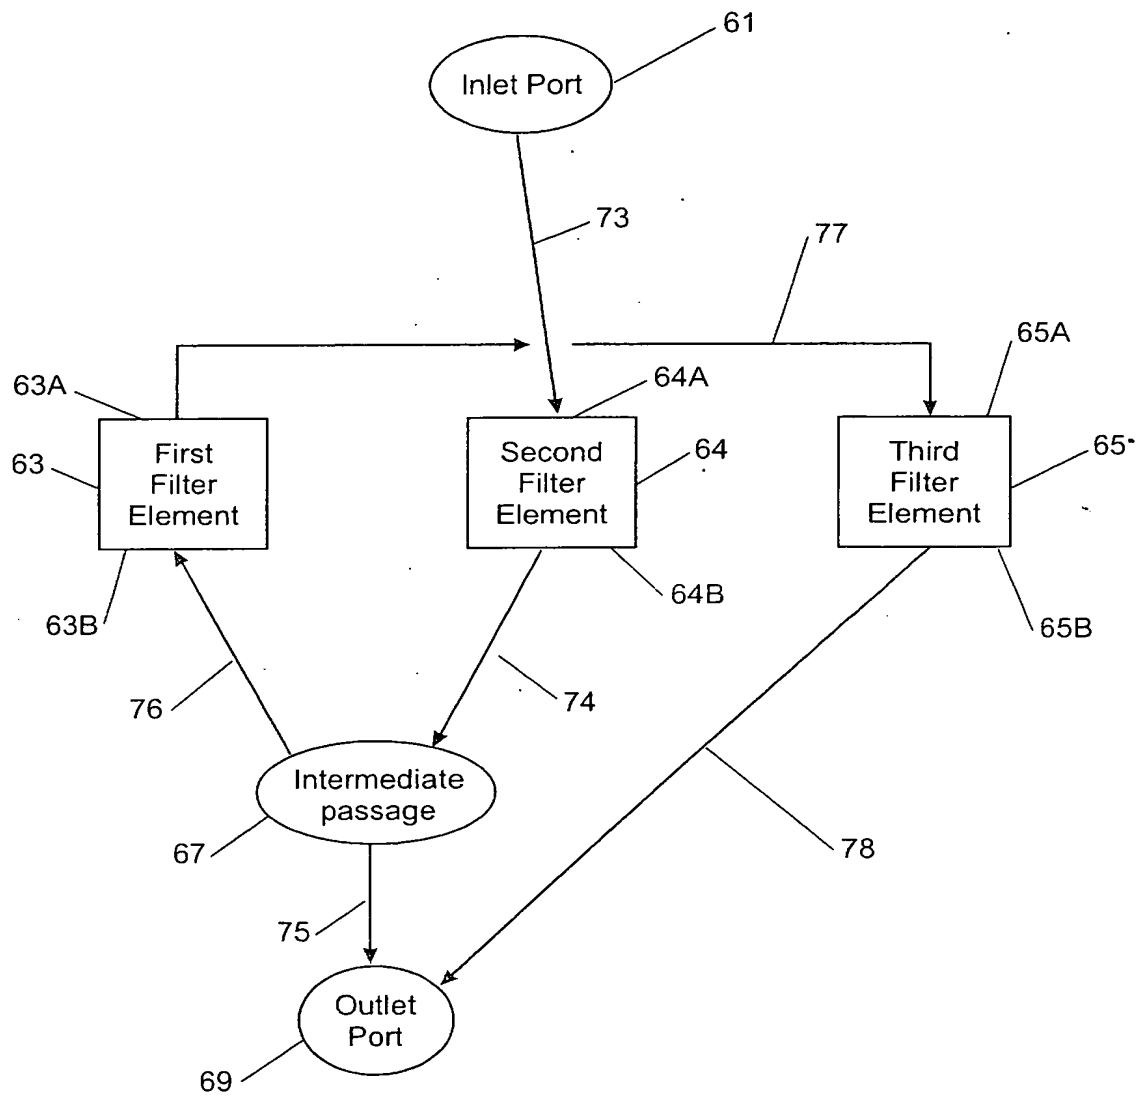 61
Inlet Port
73
77
65A
63A
64A
First
Filter
Element
63
Second
Filter
Element
64
Third
Filter
Element
65
63B
64B
65B
76
74
Intermediate
passage
67
78
75
Outlet
Port
69